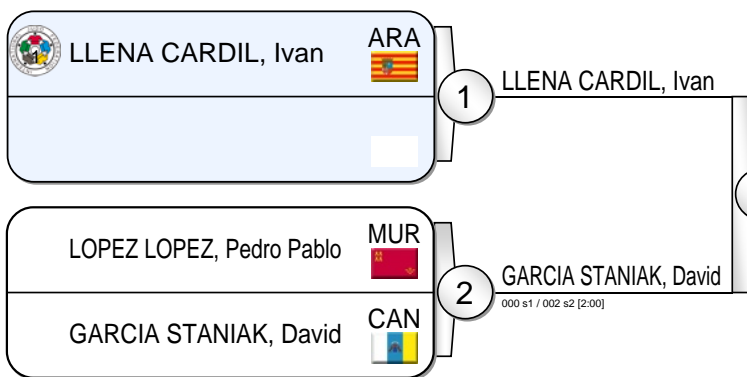 LLENA CARDIL, Ivan ARA
1
1
LLENA CARDIL, Ivan
LOPEZ LOPEZ, Pedro Pablo MUR
GARCIA STANIAK, David CAN
2
GARCIA STANIAK, David
000 s1 / 002 s2 [2:00]